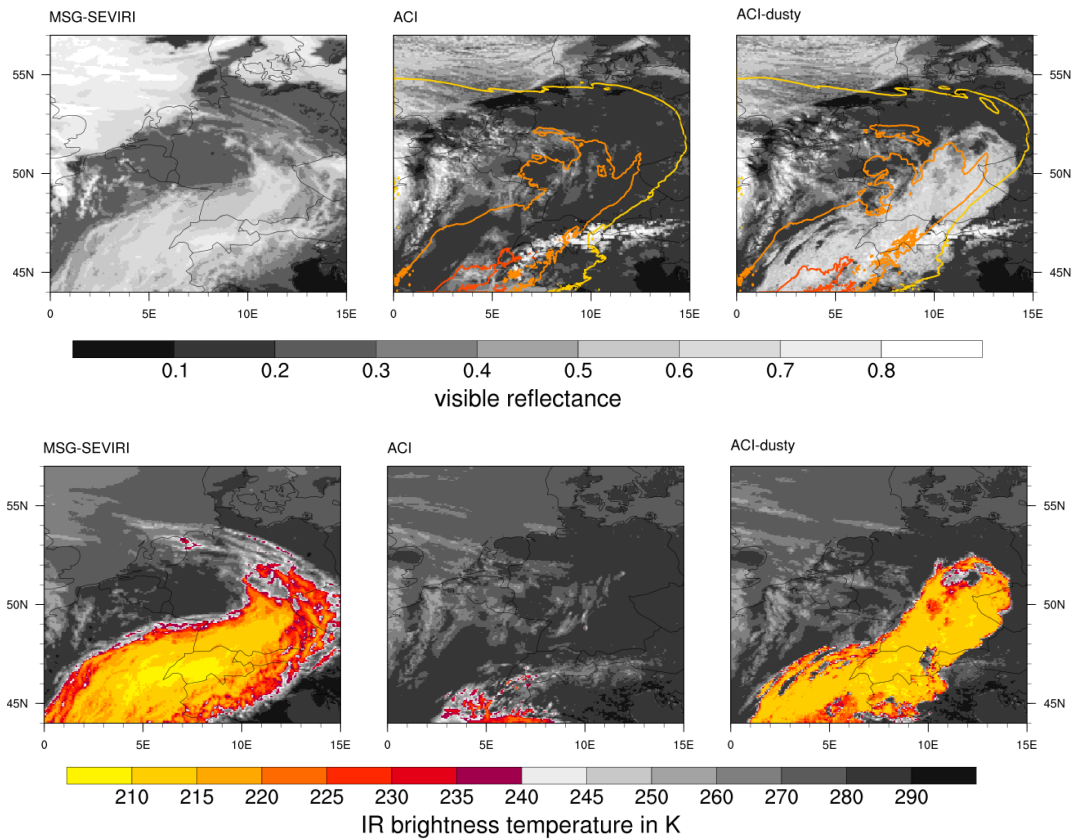 MSG-SEVIRI ACI ACI-dusty
55N 55N
50N 50N
45N 45N
0 5E 10E 15E 0 5E 10E 15E 0 5E 10E 15E
0.1 0.2 0.3 0.4 0.5 0.6 0.7 0.8
visible reflectance
MSG-SEVIRI ACI ACI-dusty
55N 55N
50N 50N
45N 45N
0 5E 10E 15E 0 5E 10E 15E 0 5E 10E 15E
210 215 220 225 230 235 240 245 250 260 270 280 290
IR brightness temperature in K